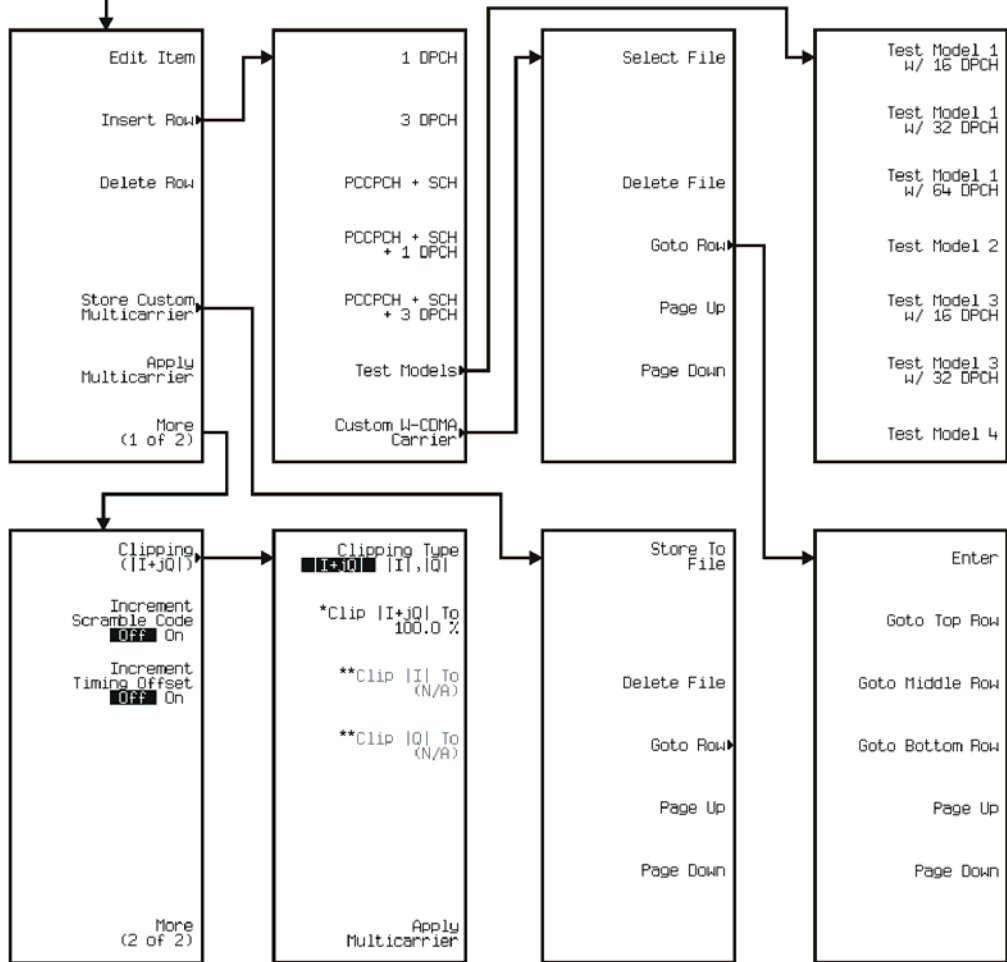 Edit Item
Insert Row
Delete Row
Store Custom
Multicarrier
Apply
Multicarrier
More
(1 of 2)
1 DPCH
3 DPCH
PCCPCH + SCH
PCCPCH + SCH
+ 1 DPCH
PCCPCH + SCH
+ 3 DPCH
Test Models
Custom W-CDMA
Carrier
Select File
Delete File
Goto Row
Page Up
Page Down
Test Model 1
w/ 16 DPCH
Test Model 1
w/ 32 DPCH
Test Model 1
w/ 64 DPCH
Test Model 2
Test Model 3
w/ 16 DPCH
Test Model 3
w/ 32 DPCH
Test Model 4
Clipping
(|I+jQ|)
Increment
Scramble Code
Off On
Increment
Timing Offset
Off On
More
(2 of 2)
Clipping Type
|I+jQ| |I|,|Q|
*Clip |I+jQ| To
100.0 %
**Clip |I| To
(N/A)
**Clip |Q| To
(N/A)
Apply
Multicarrier
Store To
File
Delete File
Goto Row
Page Up
Page Down
Enter
Goto Top Row
Goto Middle Row
Goto Bottom Row
Page Up
Page Down